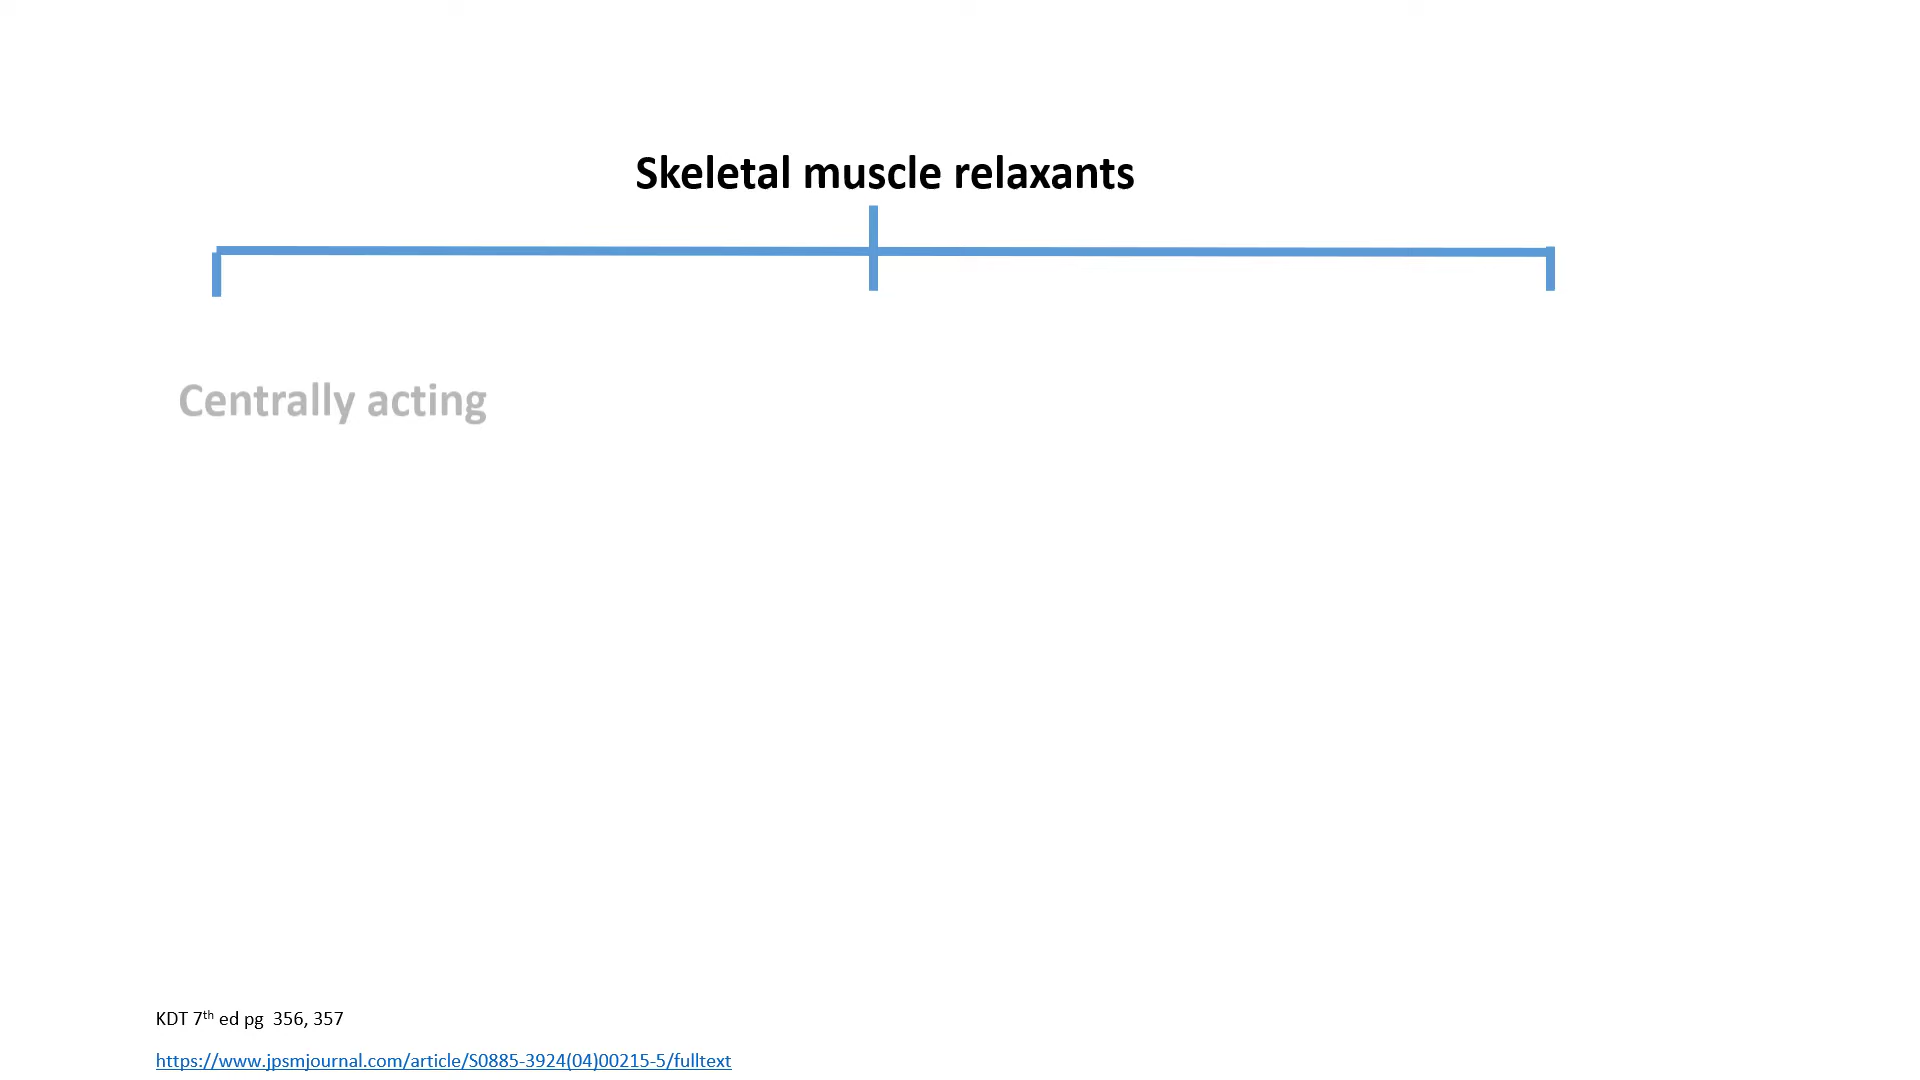 Skeletal muscle relaxants
Centrally acting
KDT 7th ed pg 356, 357
https://www.jpsmjournal.com/article/S0885-3924(04)00215-5/fulltext